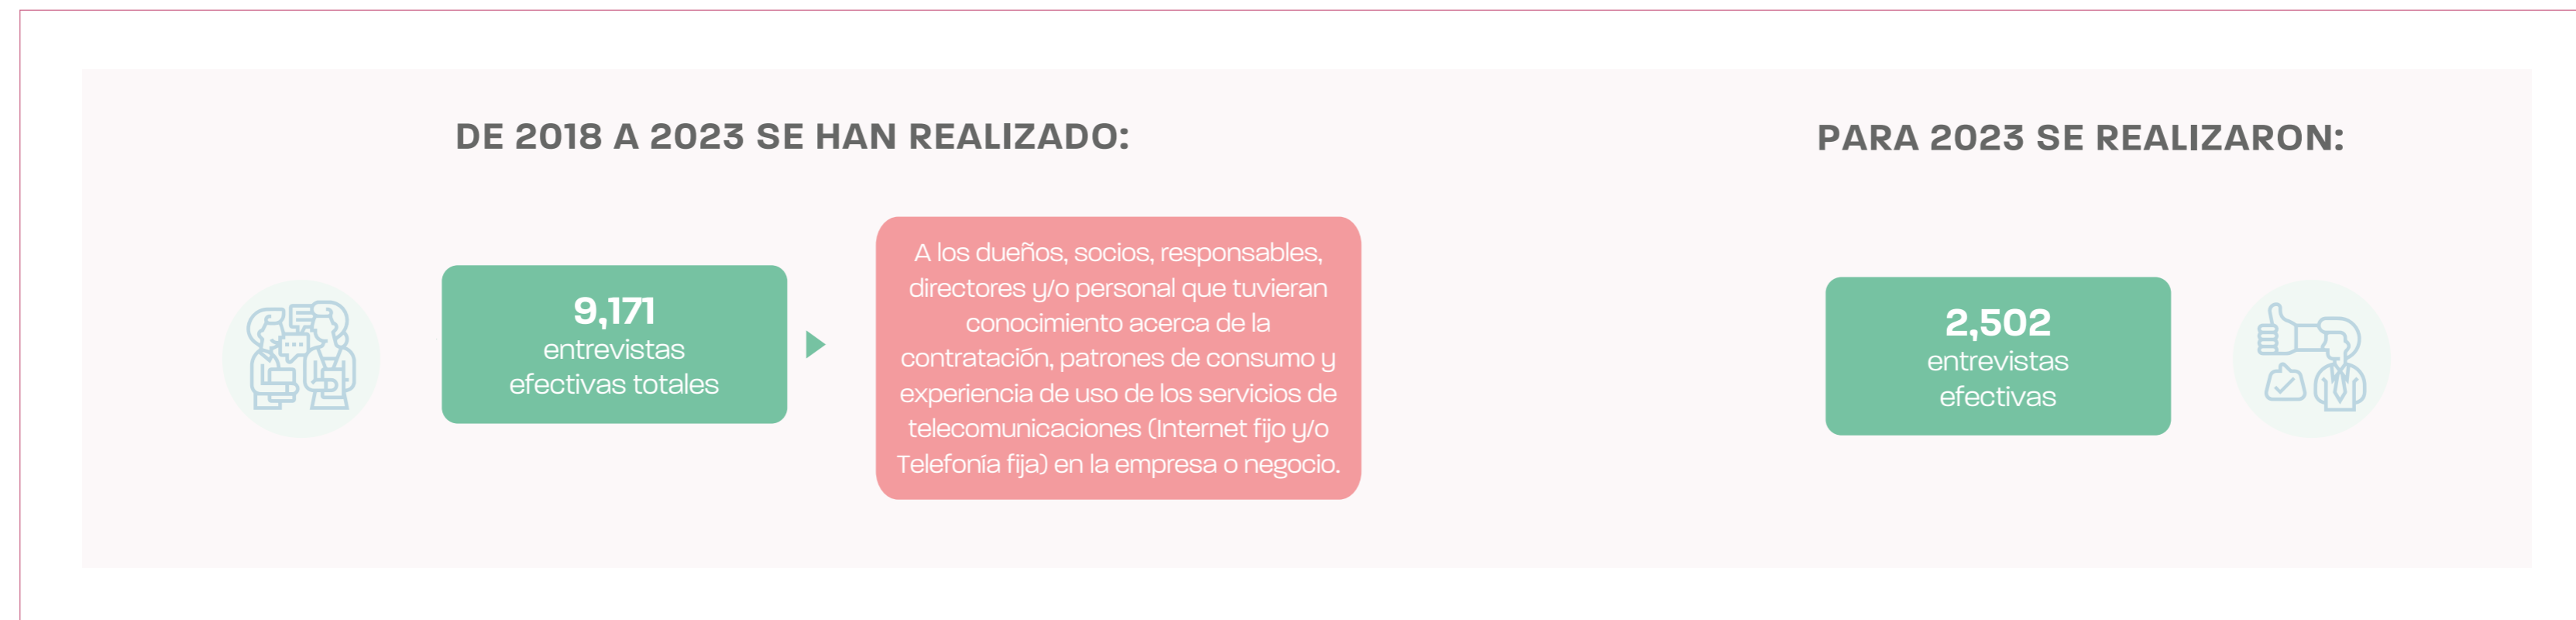 DE 2018 A 2023 SE HAN REALIZADO:
9,171
entrevistas
efectivas totales
A los dueños, socios, responsables,
directores y/o personal que tuvieran
conocimiento acerca de la
contratación, patrones de consumo y
experiencia de uso de los servicios de
telecomunicaciones (Internet fijo y/o
Telefonía fija) en la empresa o negocio.
PARA 2023 SE REALIZARON:
2,502
entrevistas
efectivas